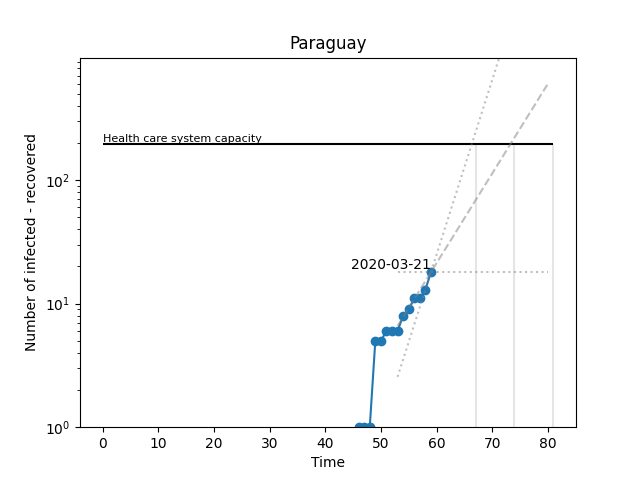 Paraguay
Number of infected - recovered
Health care system capacity
2020-03-21
10²
10¹
10⁰
0 10 20 30 40 50 60 70 80
Time